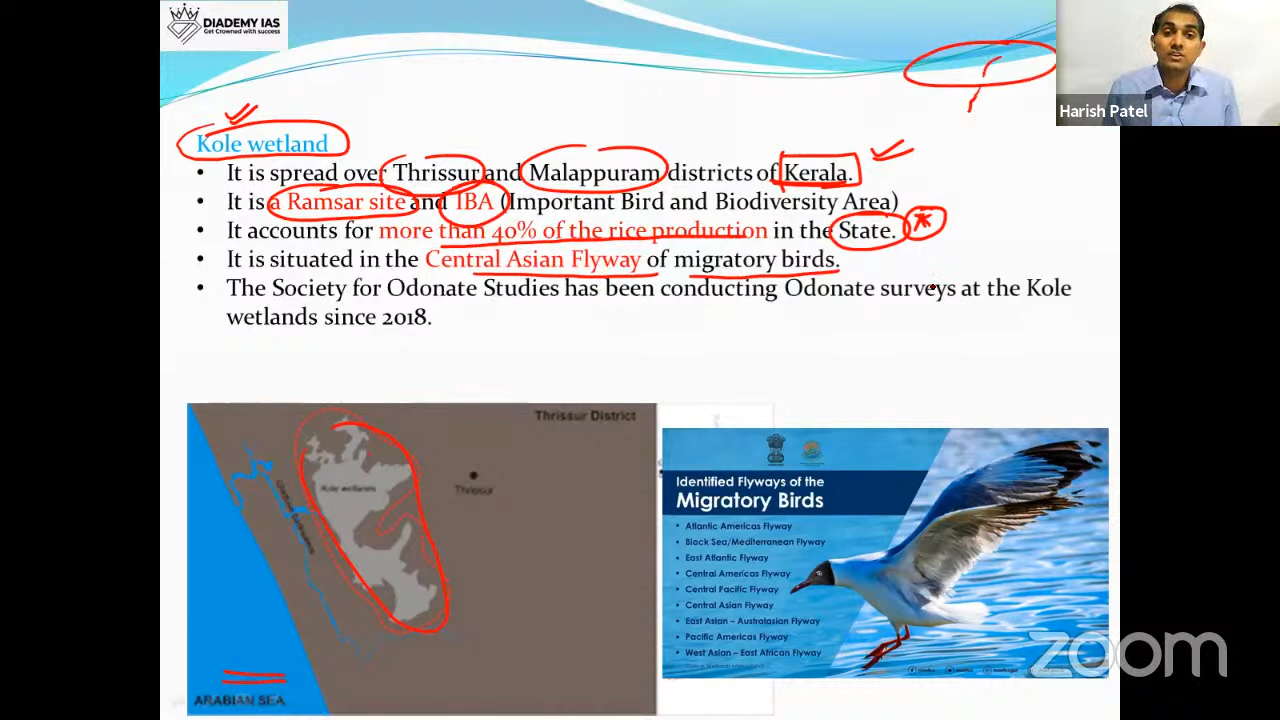 DIADEMY IAS
Get Crowned with success
Harish Patel
Kole wetland
• It is spread over Thrissur and Malappuram districts of Kerala.
• It is a Ramsar site and IBA (Important Bird and Biodiversity Area)
• It accounts for more than 40% of the rice production in the State.
• It is situated in the Central Asian Flyway of migratory birds.
• The Society for Odonate Studies has been conducting Odonate surveys at the Kole
wetlands since 2018.
Thrissur District
Kole wetlands
Thrissur
ARABIAN SEA
Identified Flyways of the
Migratory Birds
• Atlantic Americas Flyway
• Black Sea/Mediterranean Flyway
• East Atlantic Flyway
• Central Americas Flyway
• Central Pacific Flyway
• Central Asian Flyway
• East Asian – Australasian Flyway
• Pacific Americas Flyway
• West Asian – East African Flyway
zoom